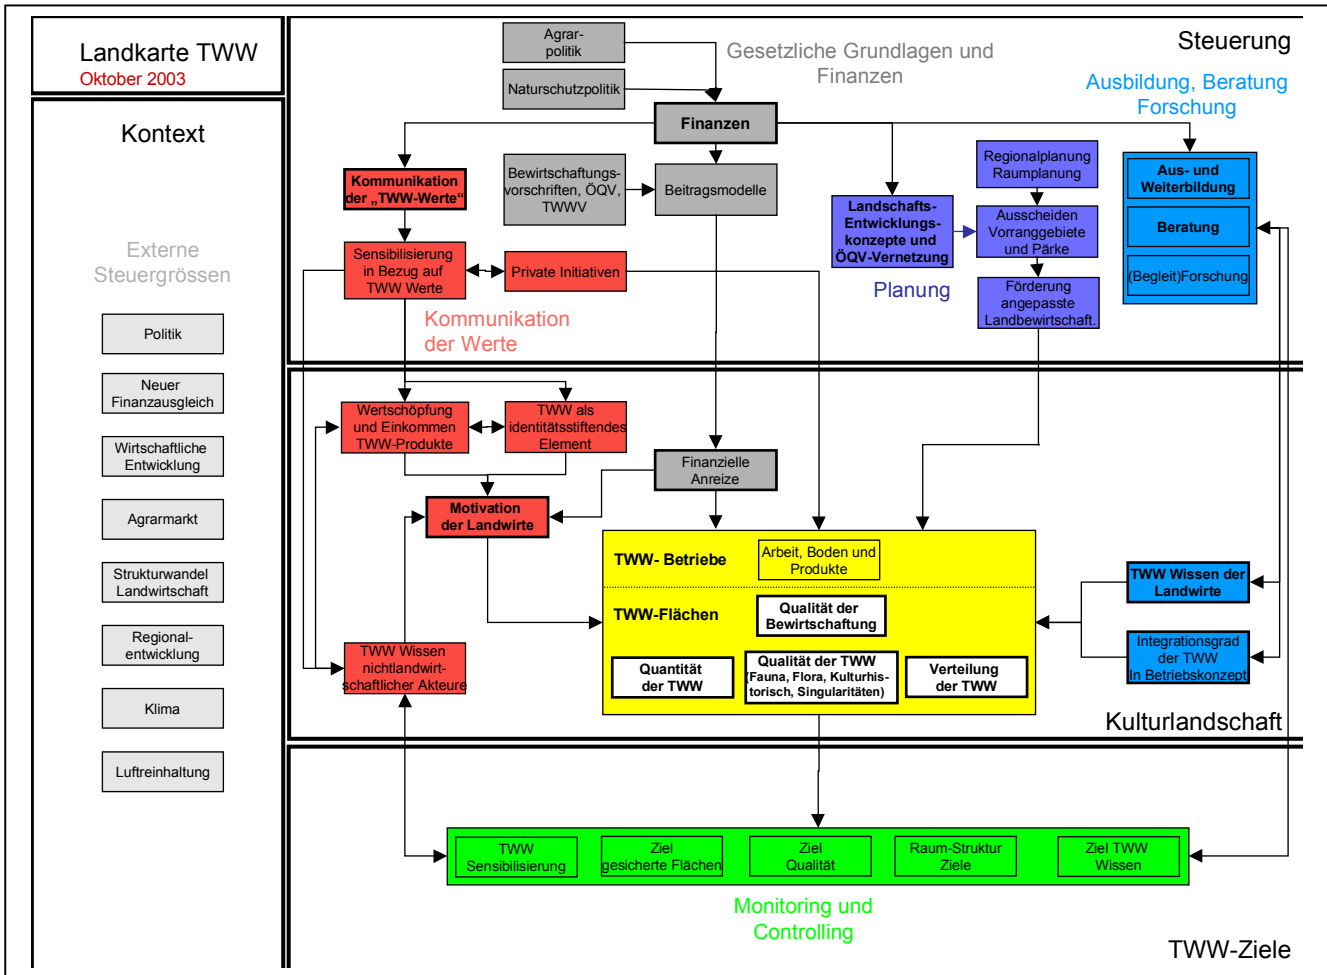 Landkarte TWW
Oktober 2003
Kontext
Externe
Steuergrössen
Politik
Neuer
Finanzausgleich
Wirtschaftliche
Entwicklung
Agrarmarkt
Strukturwandel
Landwirtschaft
Regional-
entwicklung
Klima
Luftreinhaltung
Steuerung
Agrar-
politik
Naturschutzpolitik
Gesetzliche Grundlagen und
Finanzen
Ausbildung, Beratung
Forschung
Finanzen
Kommunikation
der „TWW-Werte“
Bewirtschaftungs-
vorschriften, ÖQV,
TWWV
Beitragsmodelle
Landschafts-
Entwicklungs-
konzepte und
ÖQV-Vernetzung
Planung
Regionalplanung
Raumplanung
Ausscheiden
Vorranggebiete
und Pärke
Förderung
angepasste
Landbewirtschaft.
Aus- und
Weiterbildung
Beratung
(Begleit)Forschung
Sensibilisierung
in Bezug auf
TWW Werte
Private Initiativen
Kommunikation
der Werte
Wertschöpfung
und Einkommen
TWW-Produkte
TWW als
identitätsstiftendes
Element
Finanzielle
Anreize
Motivation
der Landwirte
TWW- Betriebe
Arbeit, Boden und
Produkte
TWW-Flächen
Qualität der
Bewirtschaftung
Quantität
der TWW
Qualität der TWW
(Fauna, Flora, Kulturhis-
torisch, Singularitäten)
Verteilung
der TWW
TWW Wissen
nichtlandwirt-
schaftlicher Akteure
TWW Wissen der
Landwirte
Integrationsgrad
der TWW
In Betriebskonzept
Kulturlandschaft
TWW
Sensibilisierung
Ziel
gesicherte Flächen
Ziel
Qualität
Raum-Struktur
Ziele
Ziel TWW
Wissen
Monitoring und
Controlling
TWW-Ziele